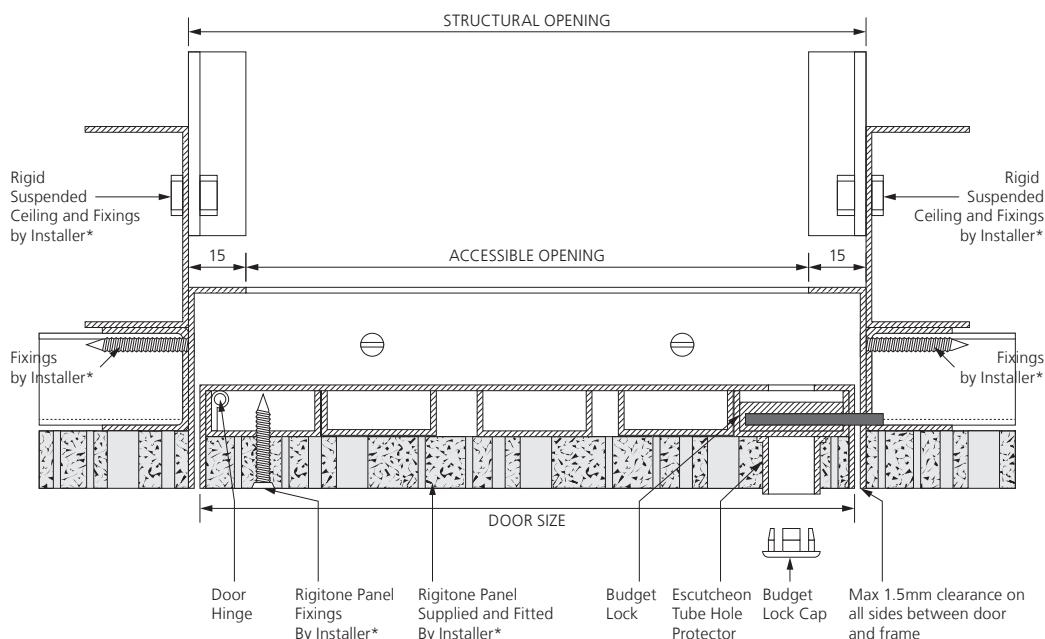 STRUCTURAL OPENING
Rigid
Suspended
Ceiling and Fixings
by Installer*
Rigid
Suspended
Ceiling and Fixings
by Installer*
15
ACCESSIBLE OPENING
15
Fixings
by Installer*
Fixings
by Installer*
DOOR SIZE
Door
Hinge
Rigitone Panel
Fixings
By Installer*
Rigitone Panel
Supplied and Fitted
By Installer*
Budget
Lock
Escutcheon
Tube Hole
Protector
Budget
Lock Cap
Max 1.5mm clearance on
all sides between door
and frame